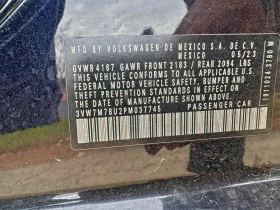 MFD BY VOLKSWAGEN DE MEXICO S.A. DE C.V.
MEXICO 05/23
GVWR 4167 GAWR FRONT 2183 / REAR 2094 LBS
THIS VEHICLE CONFORMS TO ALL APPLICABLE U.S.
FEDERAL MOTOR VEHICLE SAFETY, BUMPER, AND
THEFT PREVENTION STANDARDS IN EFFECT ON THE
DATE OF MANUFACTURE SHOWN ABOVE.
3VW7M7BU2PM037745 PASSENGER CAR